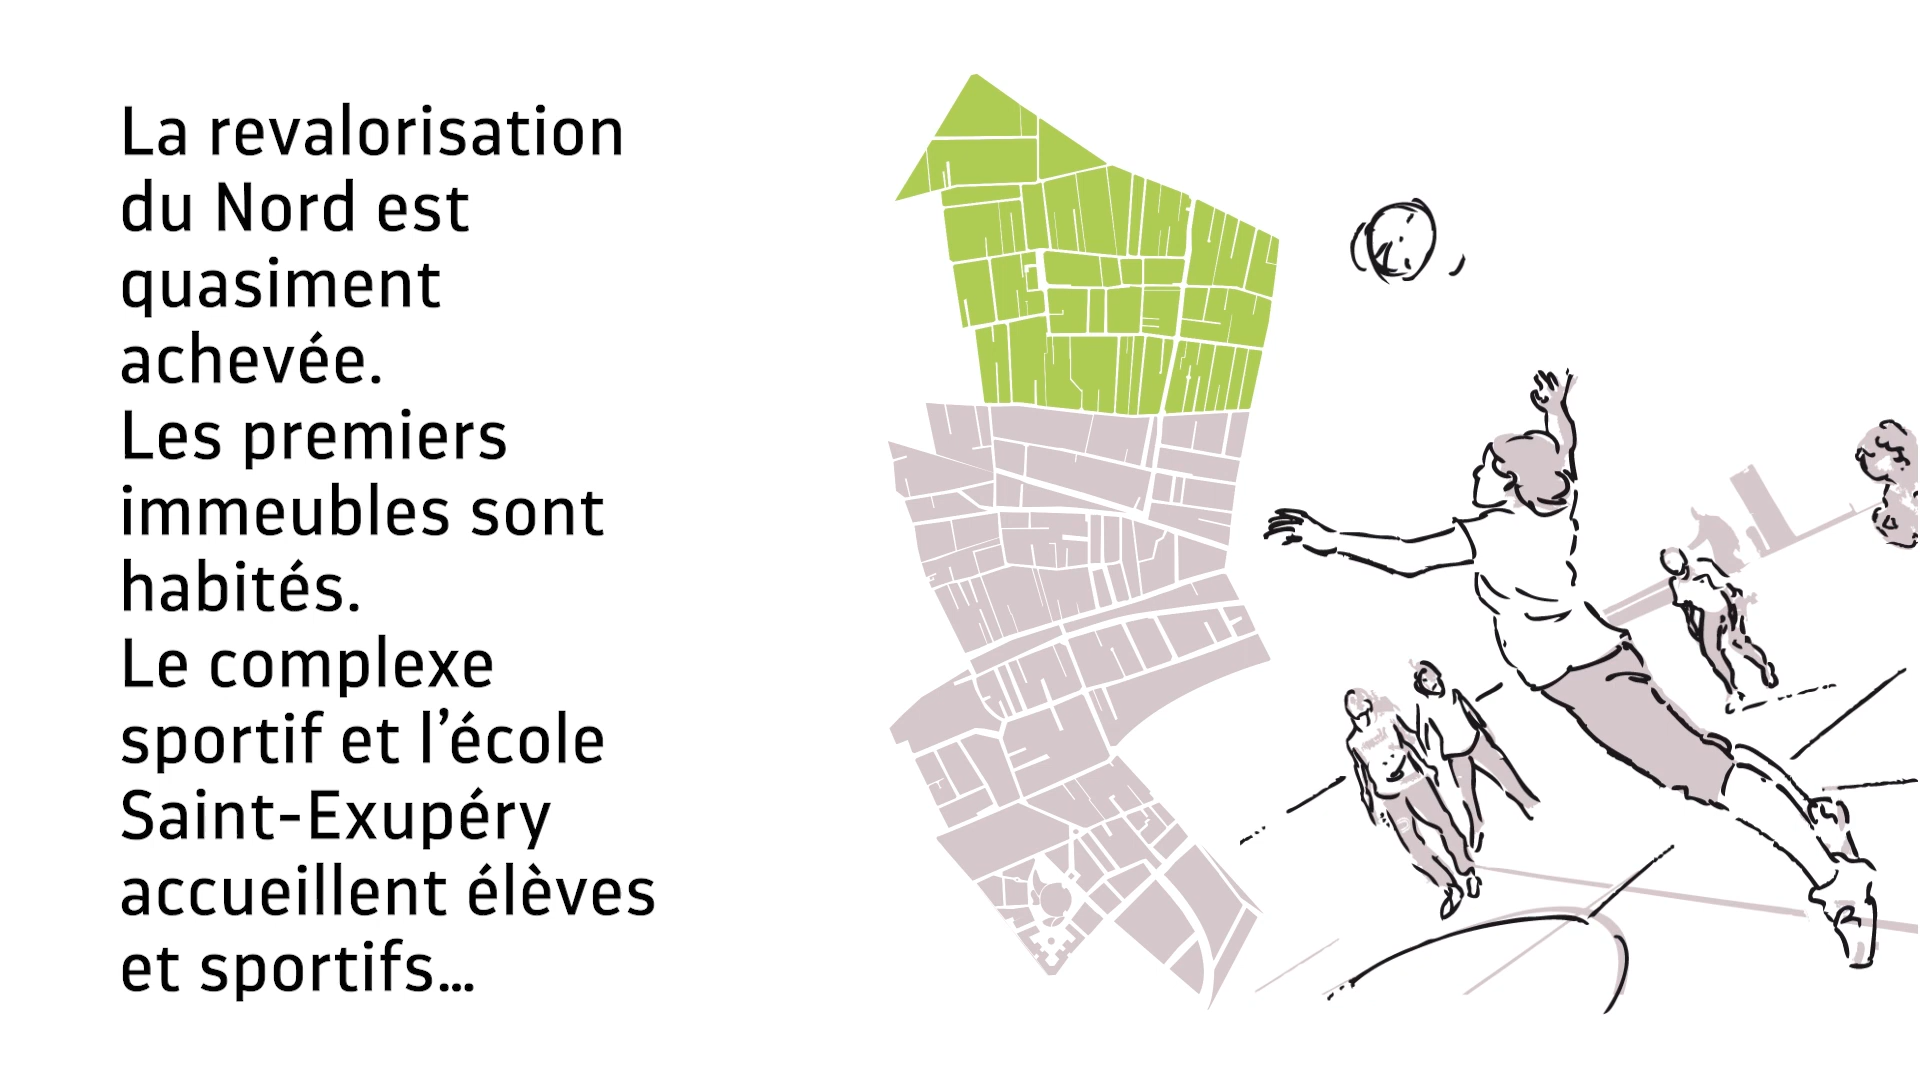 La revalorisation
du Nord est
quasiment
achevée.
Les premiers
immeubles sont
habités.
Le complexe
sportif et l’école
Saint-Exupéry
accueillent élèves
et sportifs…